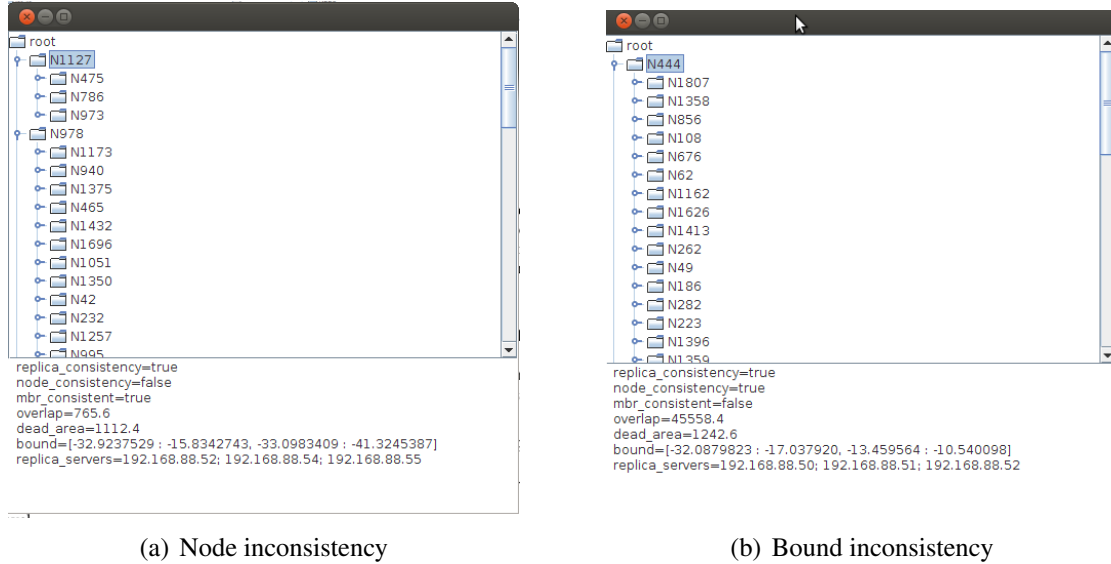 root
N1127
N475
N786
N973
N978
N1173
N940
N1375
N465
N1432
N1696
N1051
N1350
N42
N232
N1257
N995
replica_consistency=true
node_consistency=false
mbr_consistent=true
overlap=765.6
dead_area=1112.4
bound=[-32.9237529 : -15.8342743, -33.0983409 : -41.3245387]
replica_servers=192.168.88.52; 192.168.88.54; 192.168.88.55
(a) Node inconsistency
root
N444
N1807
N1358
N856
N108
N676
N62
N1162
N1626
N1413
N262
N49
N186
N282
N223
N1396
N1359
replica_consistency=true
node_consistency=true
mbr_consistent=false
overlap=45558.4
dead_area=1242.6
bound=[-32.0879823 : -17.037920, -13.459564 : -10.540098]
replica_servers=192.168.88.50; 192.168.88.51; 192.168.88.52
(b) Bound inconsistency